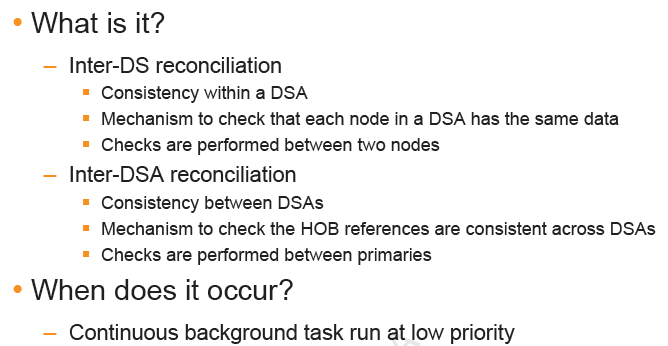 • What is it?
– Inter-DS reconciliation
▪ Consistency within a DSA
▪ Mechanism to check that each node in a DSA has the same data
▪ Checks are performed between two nodes
– Inter-DSA reconciliation
▪ Consistency between DSAs
▪ Mechanism to check the HOB references are consistent across DSAs
▪ Checks are performed between primaries
• When does it occur?
– Continuous background task run at low priority